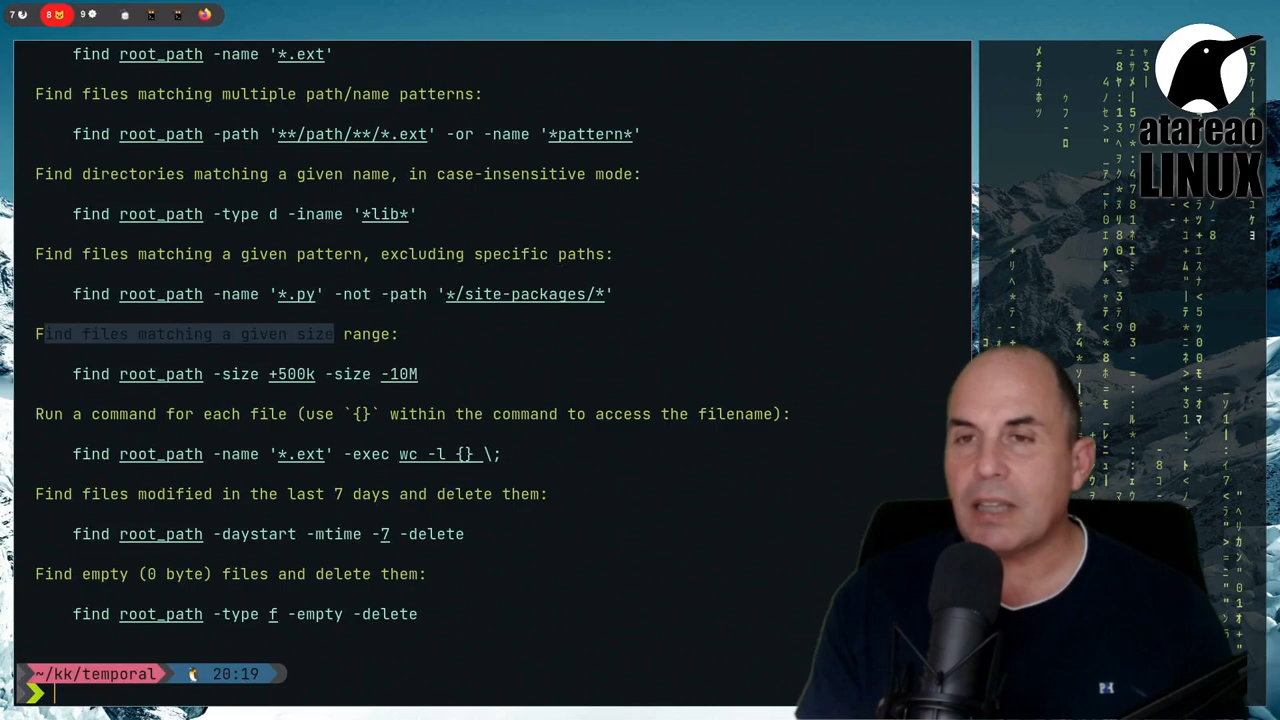 7 8 9
find root_path -name '*.ext'
Find files matching multiple path/name patterns:
find root_path -path '**/path/**/*.ext' -or -name '*pattern*'
Find directories matching a given name, in case-insensitive mode:
find root_path -type d -iname '*lib*'
Find files matching a given pattern, excluding specific paths:
find root_path -name '*.py' -not -path '*/site-packages/*'
Find files matching a given size range:
find root_path -size +500k -size -10M
Run a command for each file (use `{}` within the command to access the filename):
find root_path -name '*.ext' -exec wc -l {} \;
Find files modified in the last 7 days and delete them:
find root_path -daystart -mtime -7 -delete
Find empty (0 byte) files and delete them:
find root_path -type f -empty -delete
~/kk/temporal 20:19
atareao
LINUX